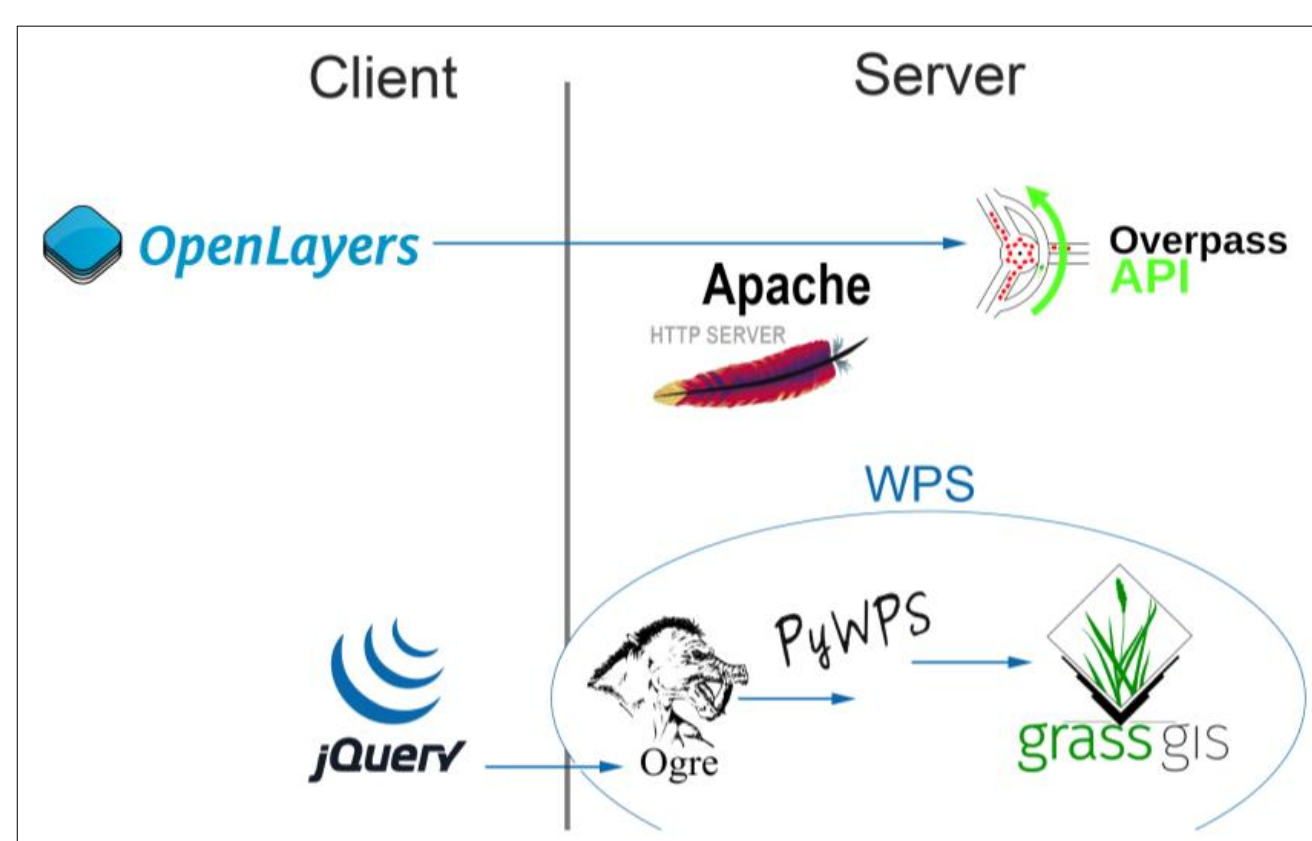 Client
Server
OpenLayers
Overpass
API
Apache
HTTP SERVER
WPS
PyWPS
jQuery
Ogre
grass gis